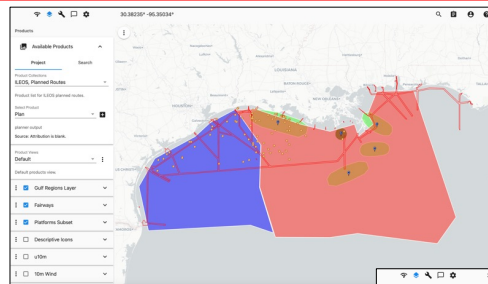 30.38235° -95.35034°
Products
Available Products
Project Search
Product Collections
ILEOS, Planned Routes
Product list for ILEOS planned routes.
Select Product
Plan
planner output
Source: Attribution is blank.
Product Views
Default
Default products view.
Gulf Regions Layer
Fairways
Platforms Subset
Descriptive Icons
u10m
10m Wind
LOUISIANA
HOUSTON